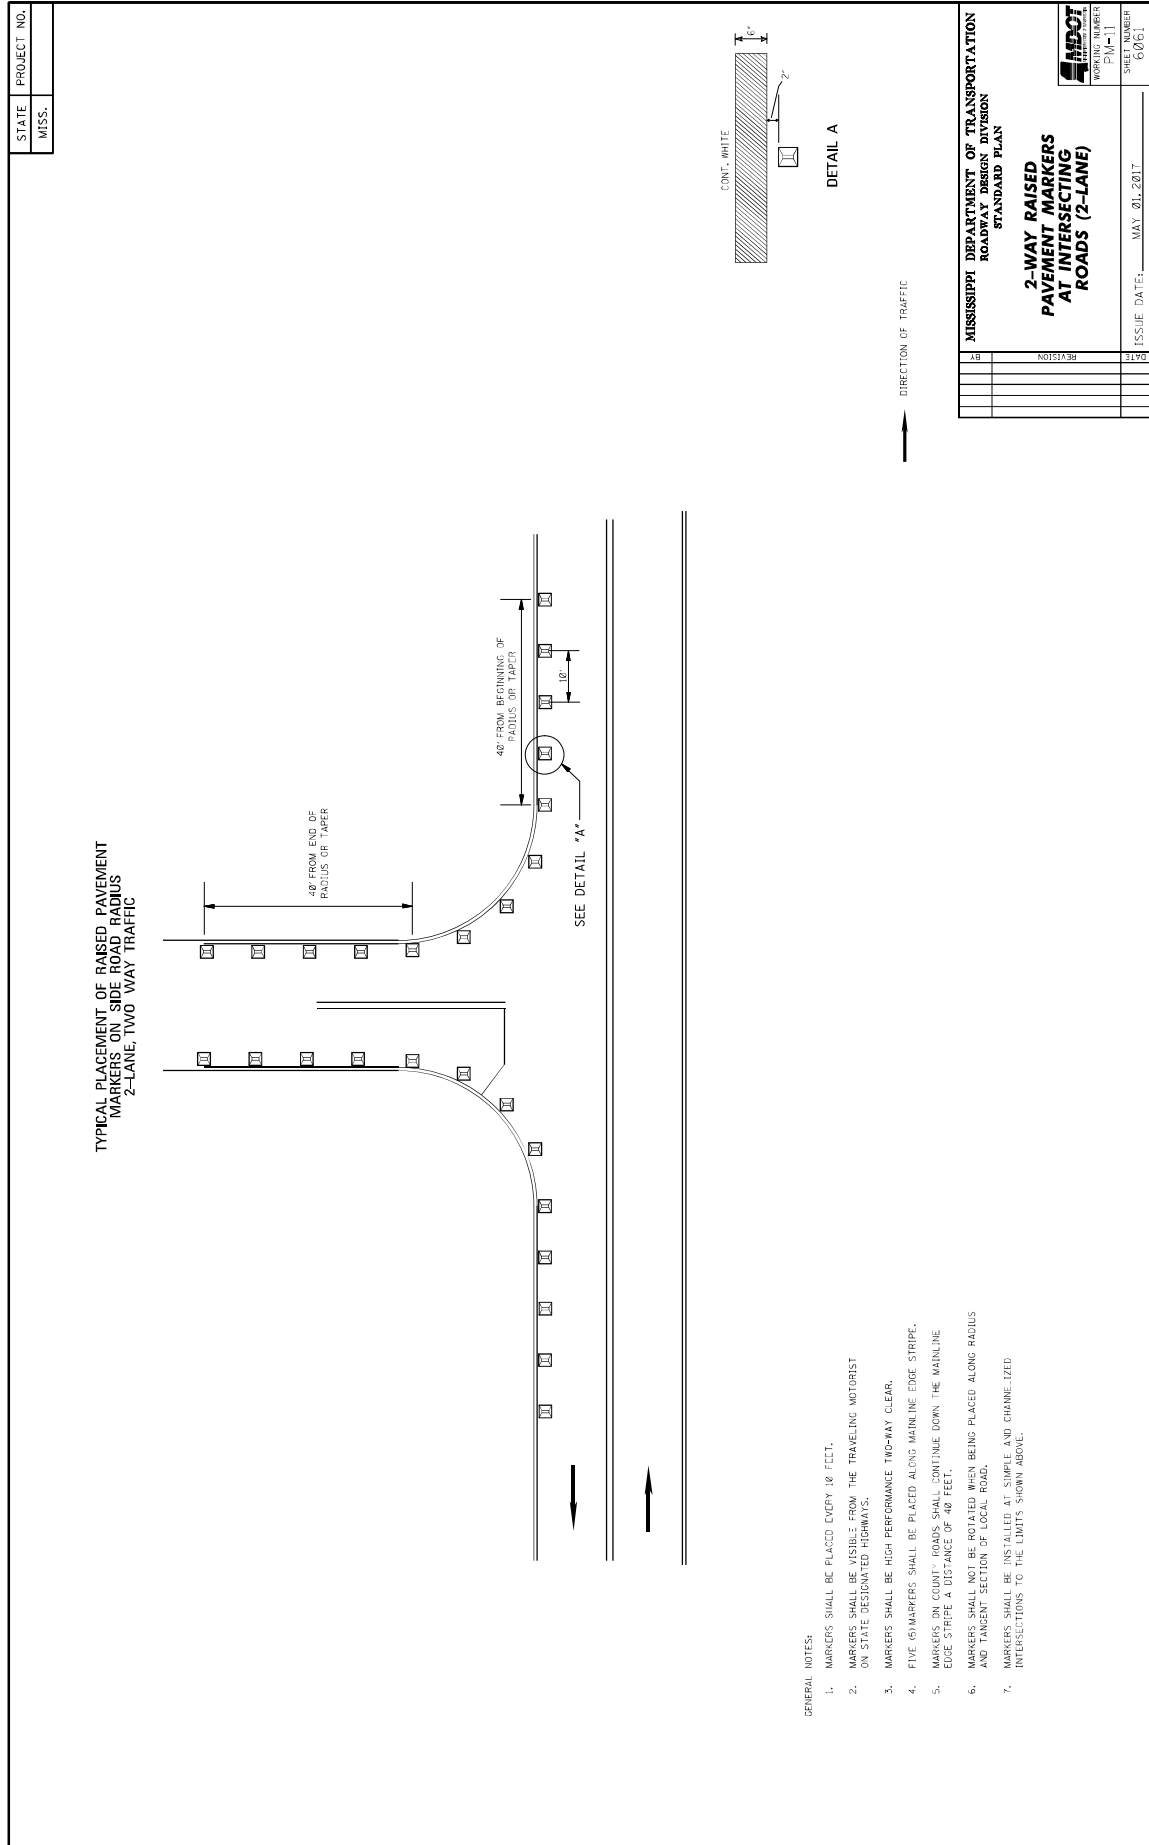 STATE PROJECT NO.
MISS.
TYPICAL PLACEMENT OF RAISED PAVEMENT
MARKERS ON SIDE ROAD RADIUS
2-LANE, TWO WAY TRAFFIC
40' FROM END OF
RADIUS OR TAPER
40' FROM BEGINNING OF
RADIUS OR TAPER
10'
SEE DETAIL "A"
CONT. WHITE
6"
2"
DETAIL A
DIRECTION OF TRAFFIC
GENERAL NOTES:
1. MARKERS SHALL BE PLACED EVERY 10 FEET.
2. MARKERS SHALL BE VISIBLE FROM THE TRAVELING MOTORIST
ON STATE DESIGNATED HIGHWAYS.
3. MARKERS SHALL BE HIGH PERFORMANCE TWO-WAY CLEAR.
4. FIVE (5) MARKERS SHALL BE PLACED ALONG MAINLINE EDGE STRIPE.
5. MARKERS ON COUNTY ROADS SHALL CONTINUE DOWN THE MAINLINE
EDGE STRIPE A DISTANCE OF 40 FEET.
6. MARKERS SHALL NOT BE ROTATED WHEN BEING PLACED ALONG RADIUS
AND TANGENT SECTION OF LOCAL ROAD.
7. MARKERS SHALL BE INSTALLED AT SIMPLE AND CHANNELIZED
INTERSECTIONS TO THE LIMITS SHOWN ABOVE.
BY
REVISION
DATE
MISSISSIPPI DEPARTMENT OF TRANSPORTATION
ROADWAY DESIGN DIVISION
STANDARD PLAN
2-WAY RAISED
PAVEMENT MARKERS
AT INTERSECTING
ROADS (2-LANE)
ISSUE DATE: MAY 01, 2017
MDOT
WORKING NUMBER
PM-11
SHEET NUMBER
6061